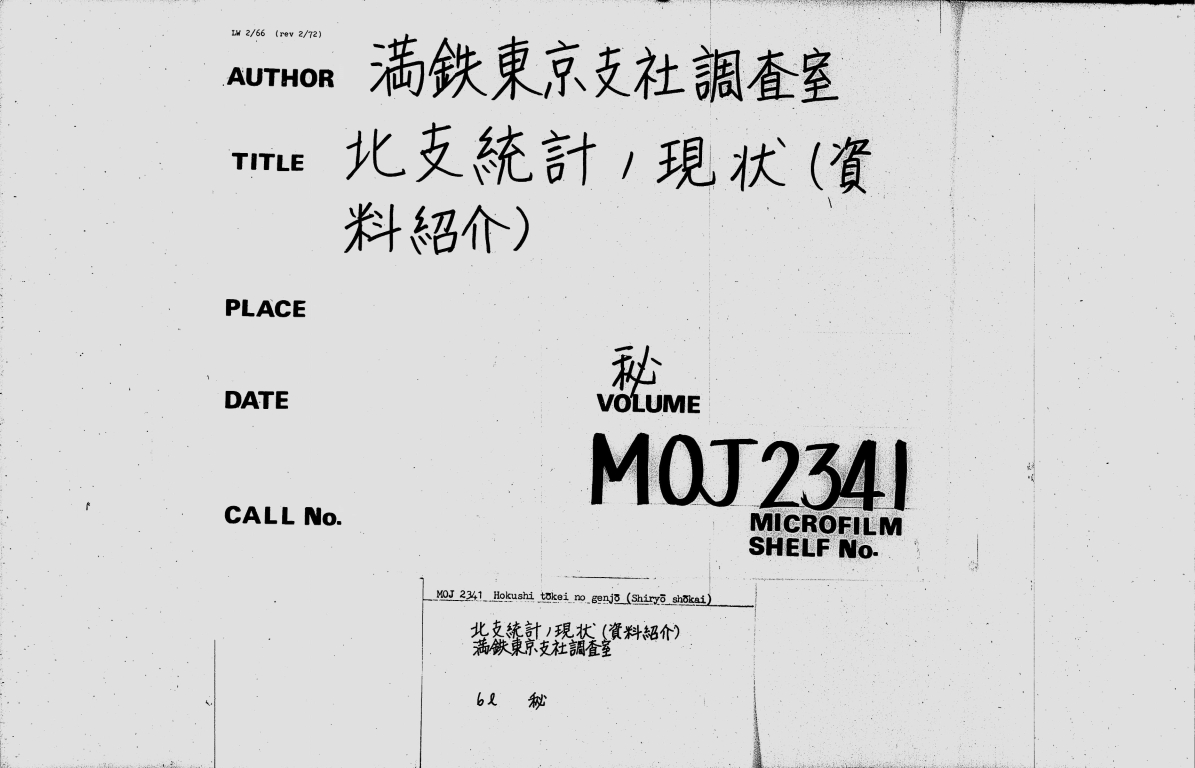 LW 2/66 (rev 2/72)
AUTHOR 満鉄東京支社調査室
TITLE 北支統計ノ現状(資
料紹介)
PLACE
秘
DATE
VOLUME
MOJ 2341
CALL No.
MICROFILM
SHELF No.
MOJ 2341 Hokushi tōkei no genjō (Shiryō shōkai)
北支統計ノ現状(資料紹介)
満鉄東京支社調査室
6ℓ 秘